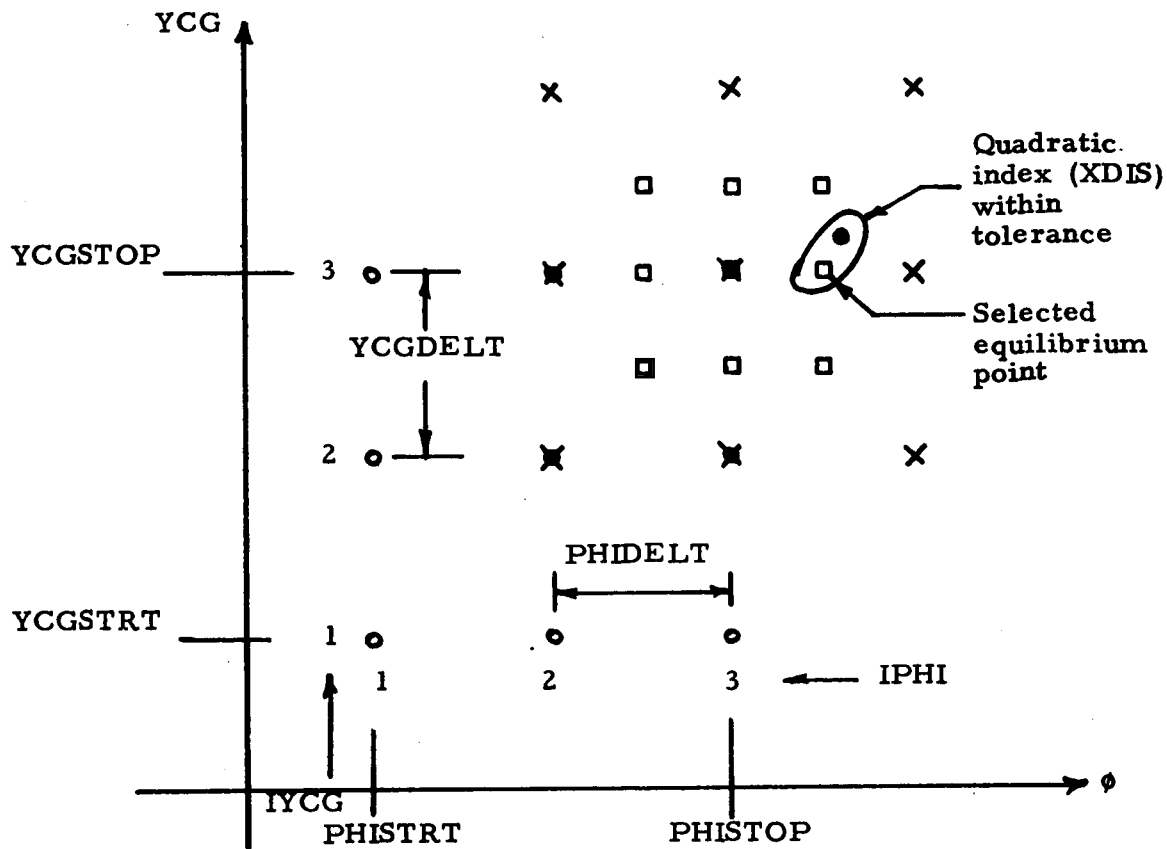 YCG
Quadratic.
index (XDIS)
within
tolerance
YCGSTOP
3
YCGDELT
Selected
equilibrium
point
2
PHIDELT
YCGSTRT
1
1 2 3
IPHI
φ
IYCG
PHISTRT
PHISTOP